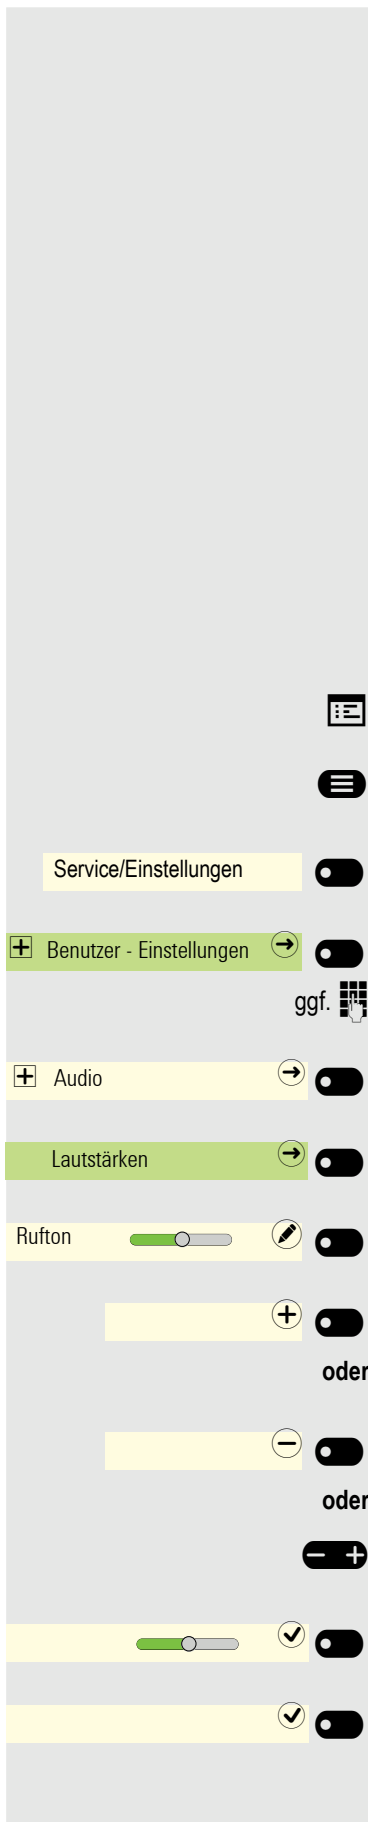 Service/Einstellungen
Benutzer - Einstellungen
ggf.
Audio
Lautstärken
Rufton
oder
oder